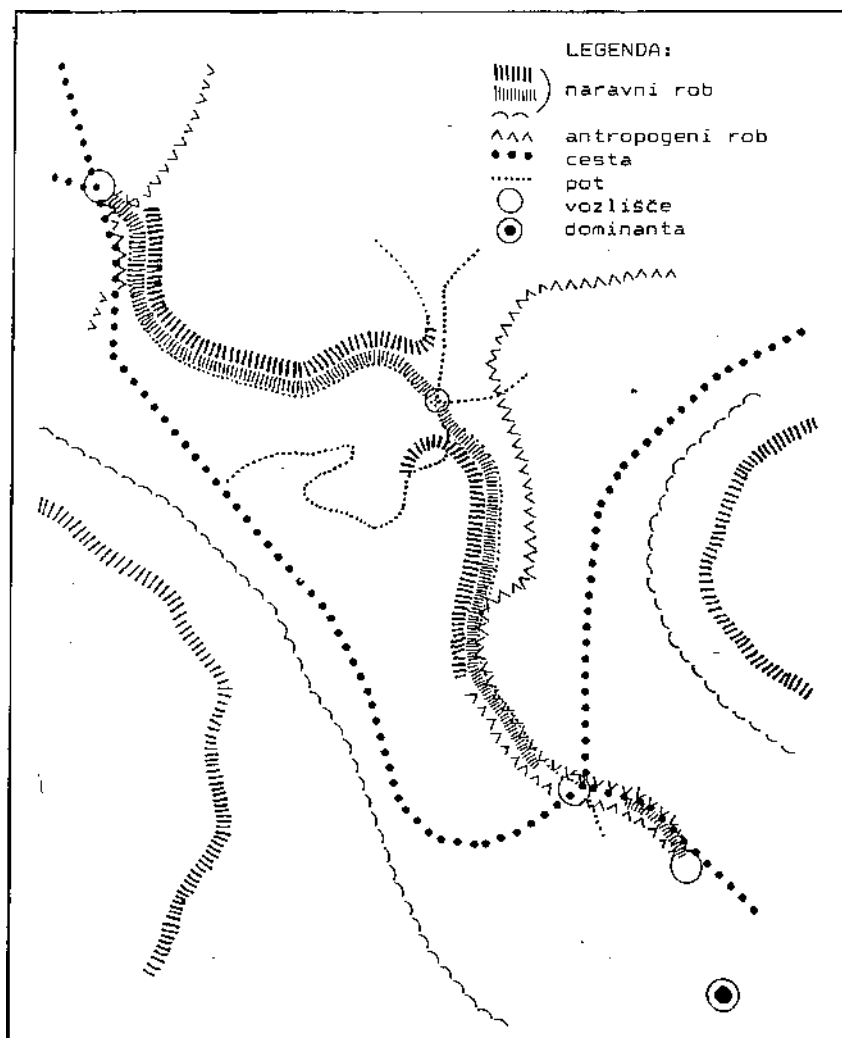 LEGENDA:
naravni rob
antropogeni rob
cesta
pot
vozlišče
dominanta